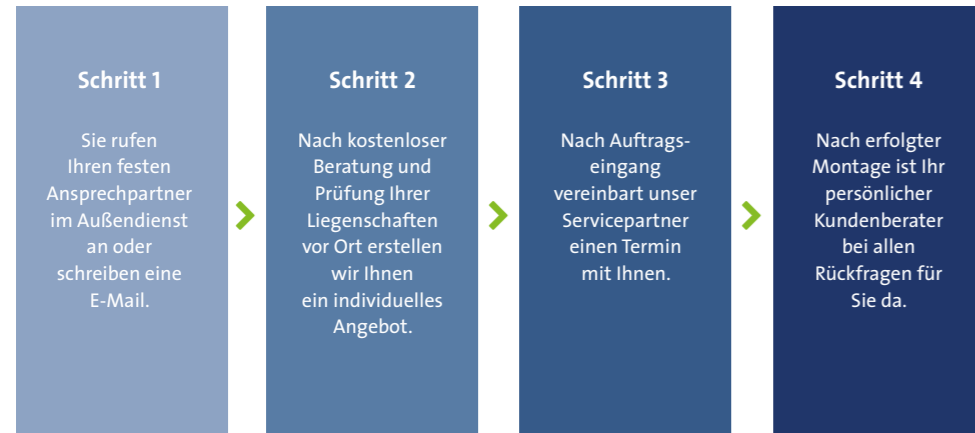 Schritt 1
Sie rufen
Ihren festen
Ansprechpartner
im Außendienst
an oder
schreiben eine
E-Mail.
Schritt 2
Nach kostenloser
Beratung und
Prüfung Ihrer
Liegenschaften
vor Ort erstellen
wir Ihnen
ein individuelles
Angebot.
Schritt 3
Nach Auftrags-
eingang
vereinbart unser
Servicepartner
einen Termin
mit Ihnen.
Schritt 4
Nach erfolgter
Montage ist Ihr
persönlicher
Kundenberater
bei allen
Rückfragen für
Sie da.